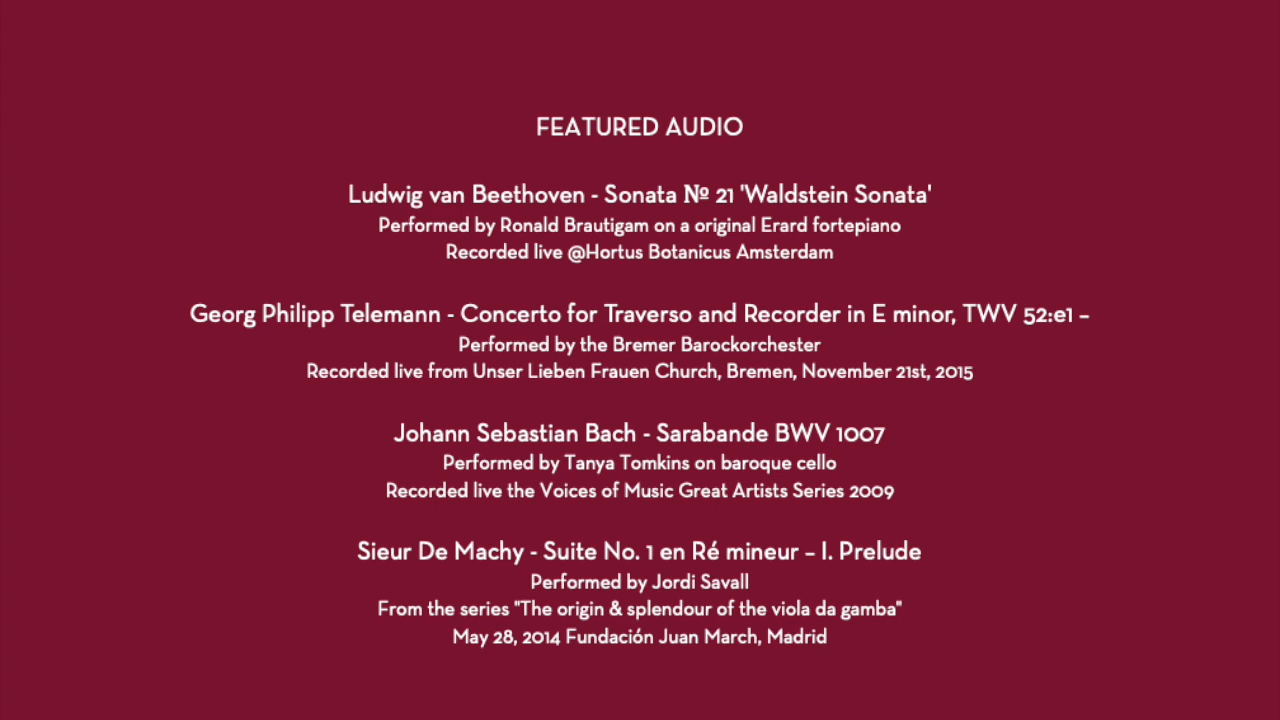 FEATURED AUDIO
Ludwig van Beethoven - Sonata № 21 'Waldstein Sonata'
Performed by Ronald Brautigam on a original Erard fortepiano
Recorded live @Hortus Botanicus Amsterdam
Georg Philipp Telemann - Concerto for Traverso and Recorder in E minor, TWV 52:e1 –
Performed by the Bremer Barockorchester
Recorded live from Unser Lieben Frauen Church, Bremen, November 21st, 2015
Johann Sebastian Bach - Sarabande BWV 1007
Performed by Tanya Tomkins on baroque cello
Recorded live the Voices of Music Great Artists Series 2009
Sieur De Machy - Suite No. 1 en Ré mineur – I. Prelude
Performed by Jordi Savall
From the series "The origin & splendour of the viola da gamba"
May 28, 2014 Fundación Juan March, Madrid